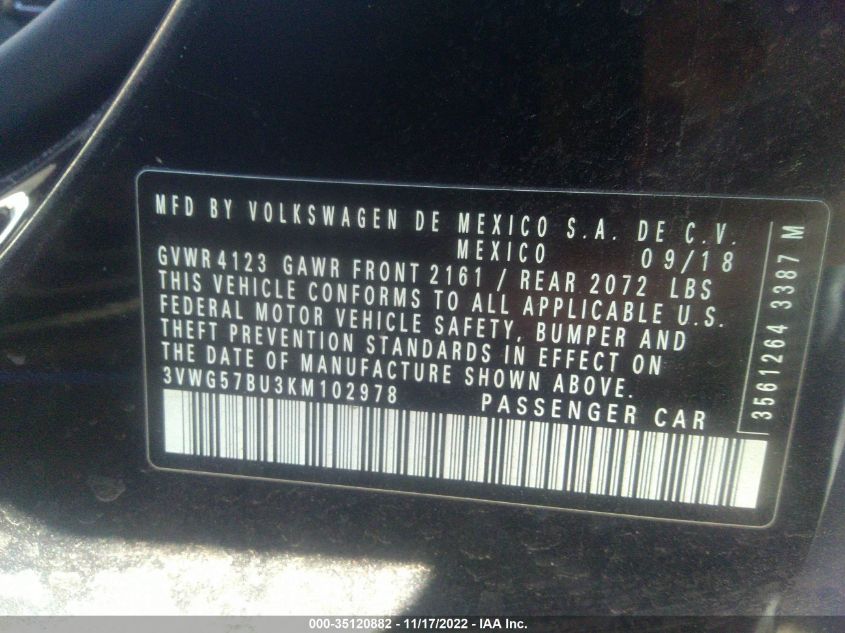 MFD BY VOLKSWAGEN DE MEXICO S.A. DE C.V.
MEXICO 09/18
GVWR 4123 GAWR FRONT 2161 / REAR 2072 LBS
THIS VEHICLE CONFORMS TO ALL APPLICABLE U.S.
FEDERAL MOTOR VEHICLE SAFETY, BUMPER AND
THEFT PREVENTION STANDARDS IN EFFECT ON
THE DATE OF MANUFACTURE SHOWN ABOVE.
3VWG57BU3KM102978 PASSENGER CAR
3561264 3387 M
000-35120882 - 11/17/2022 - IAA Inc.